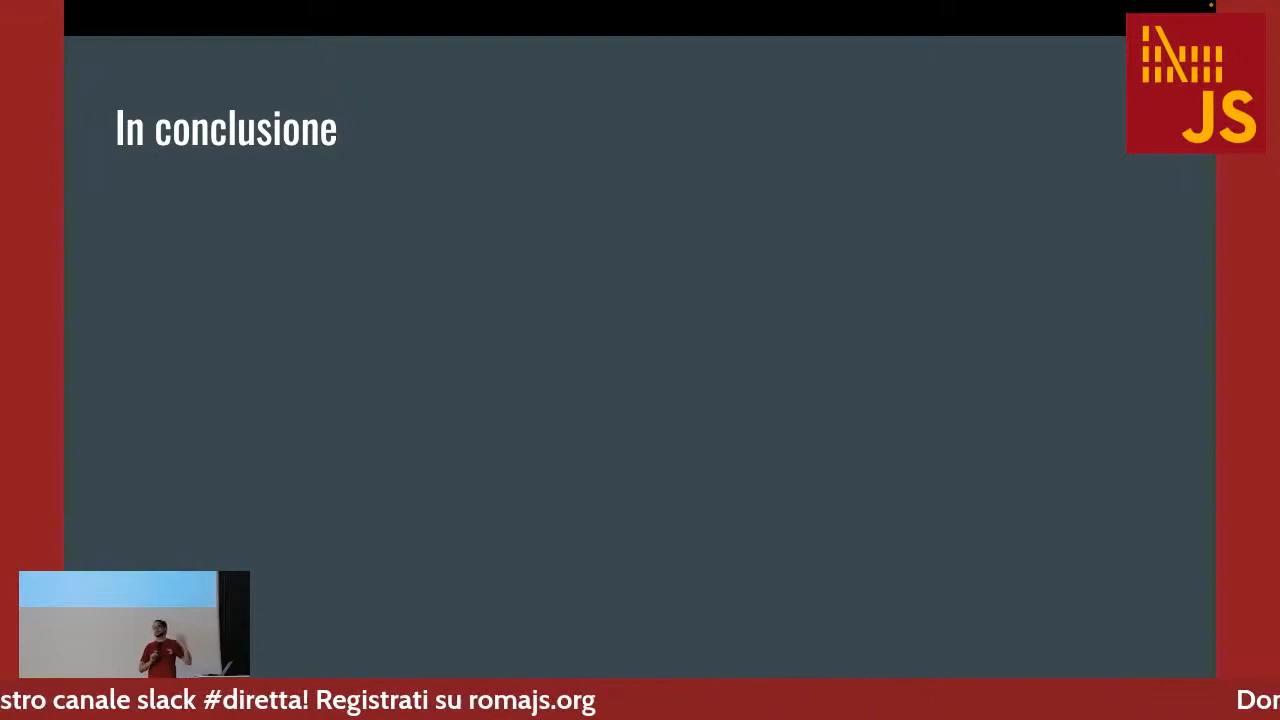 In conclusione
JS
stro canale slack #diretta! Registrati su romajs.org
Dor